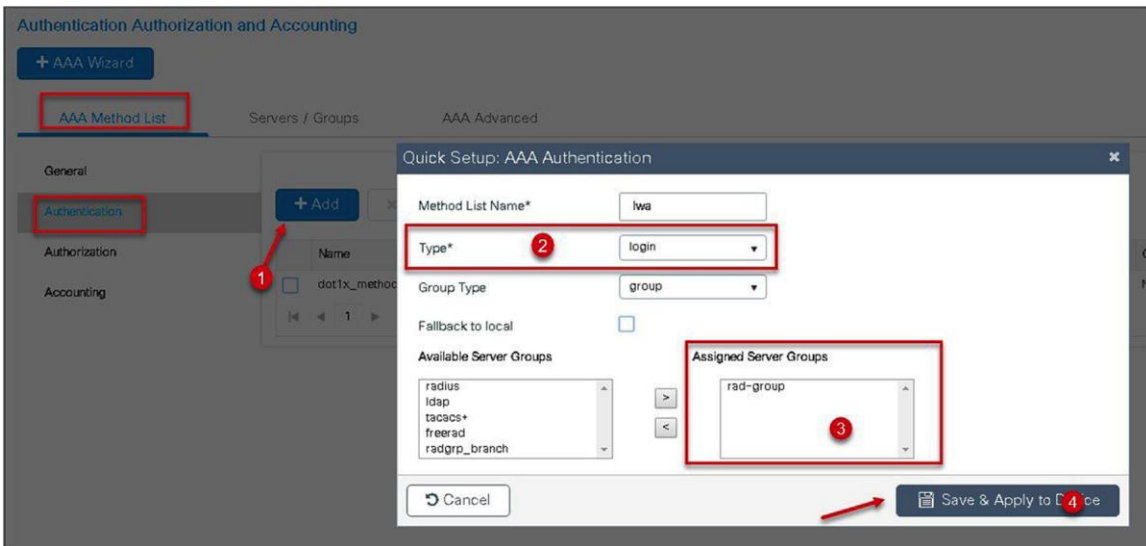 Authentication Authorization and Accounting
+ AAA Wizard
AAA Method List
Servers / Groups
AAA Advanced
General
Authentication
Authorization
Accounting
+ Add
1
Name
dot1x_method
1
Quick Setup: AAA Authentication
Method List Name*
lwa
Type*
2
login
Group Type
group
Fallback to local
Available Server Groups
Assigned Server Groups
radius
ldap
tacacs+
freerad
radgrp_branch
>
<
rad-group
3
Cancel
Save & Apply to
4